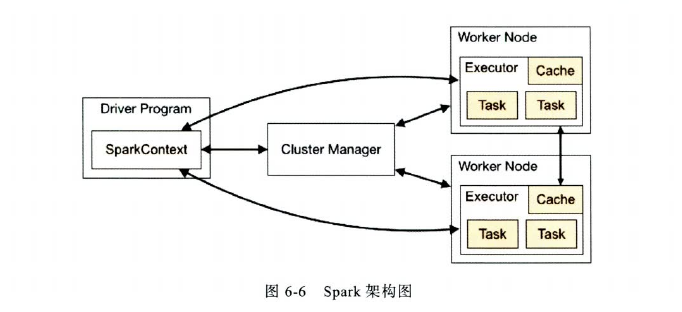 Driver Program
SparkContext
Cluster Manager
Worker Node
Executor
Cache
Task
Task
Worker Node
Executor
Cache
Task
Task
图 6-6 Spark 架构图